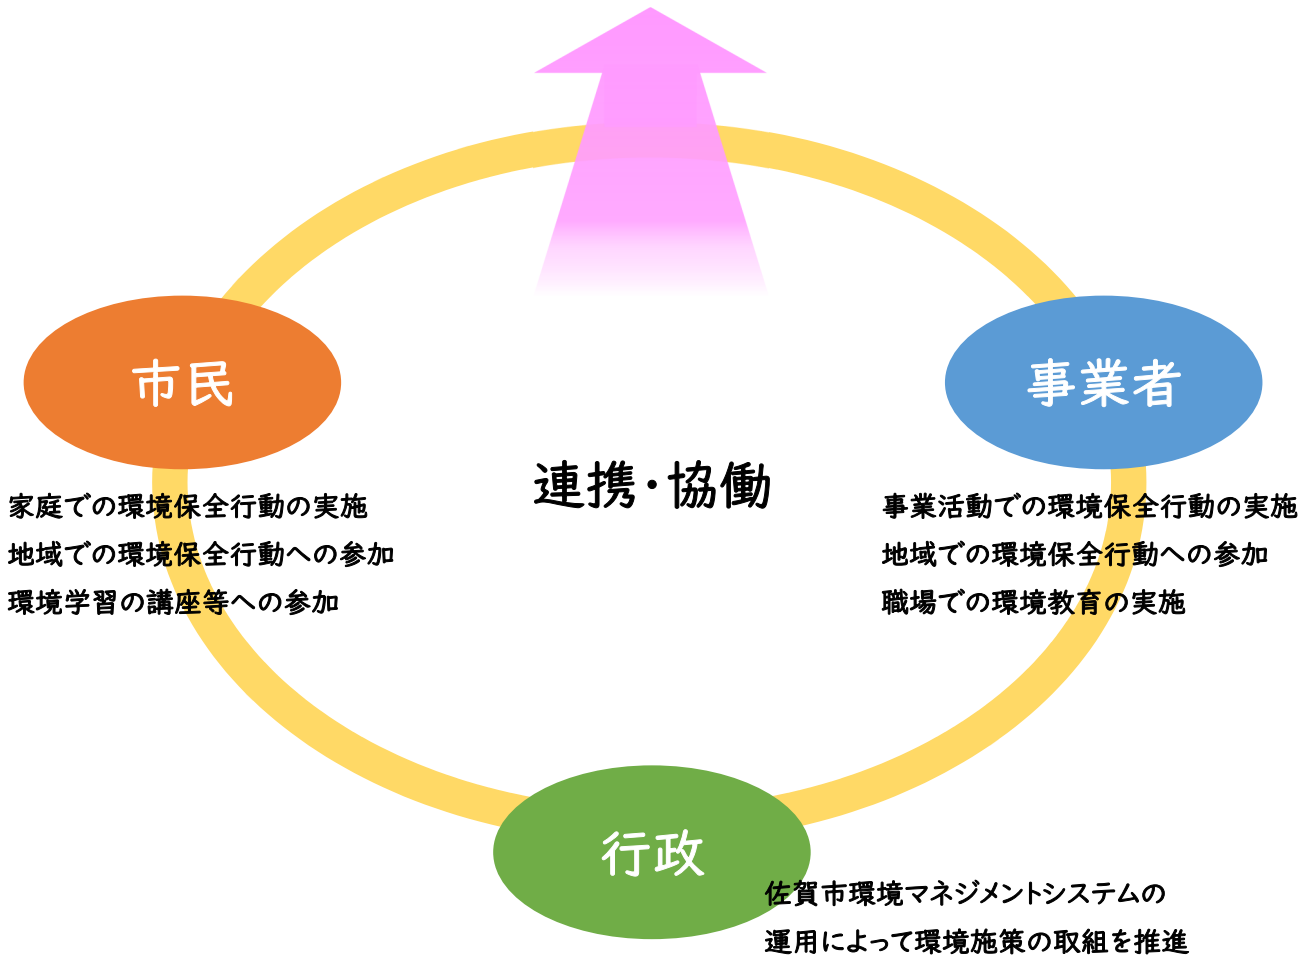 市民
事業者
連携・協働
家庭での環境保全行動の実施
地域での環境保全行動への参加
環境学習の講座等への参加
事業活動での環境保全行動の実施
地域での環境保全行動への参加
職場での環境教育の実施
行政
佐賀市環境マネジメントシステムの
運用によって環境施策の取組を推進